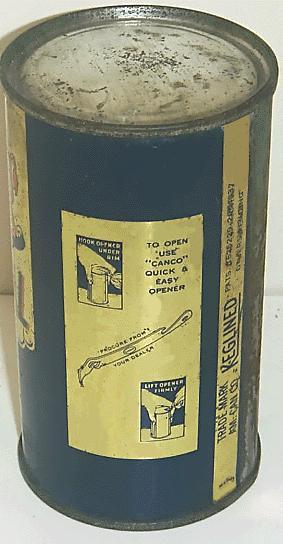 HOOK OPENER
UNDER
RIM
TO OPEN
USE
"CANCO"
QUICK &
EASY
OPENER
PROCURE FROM
YOUR DEALER
LIFT OPENER
FIRMLY
TRADE-MARK KEGLINED
AM. CAN CO.